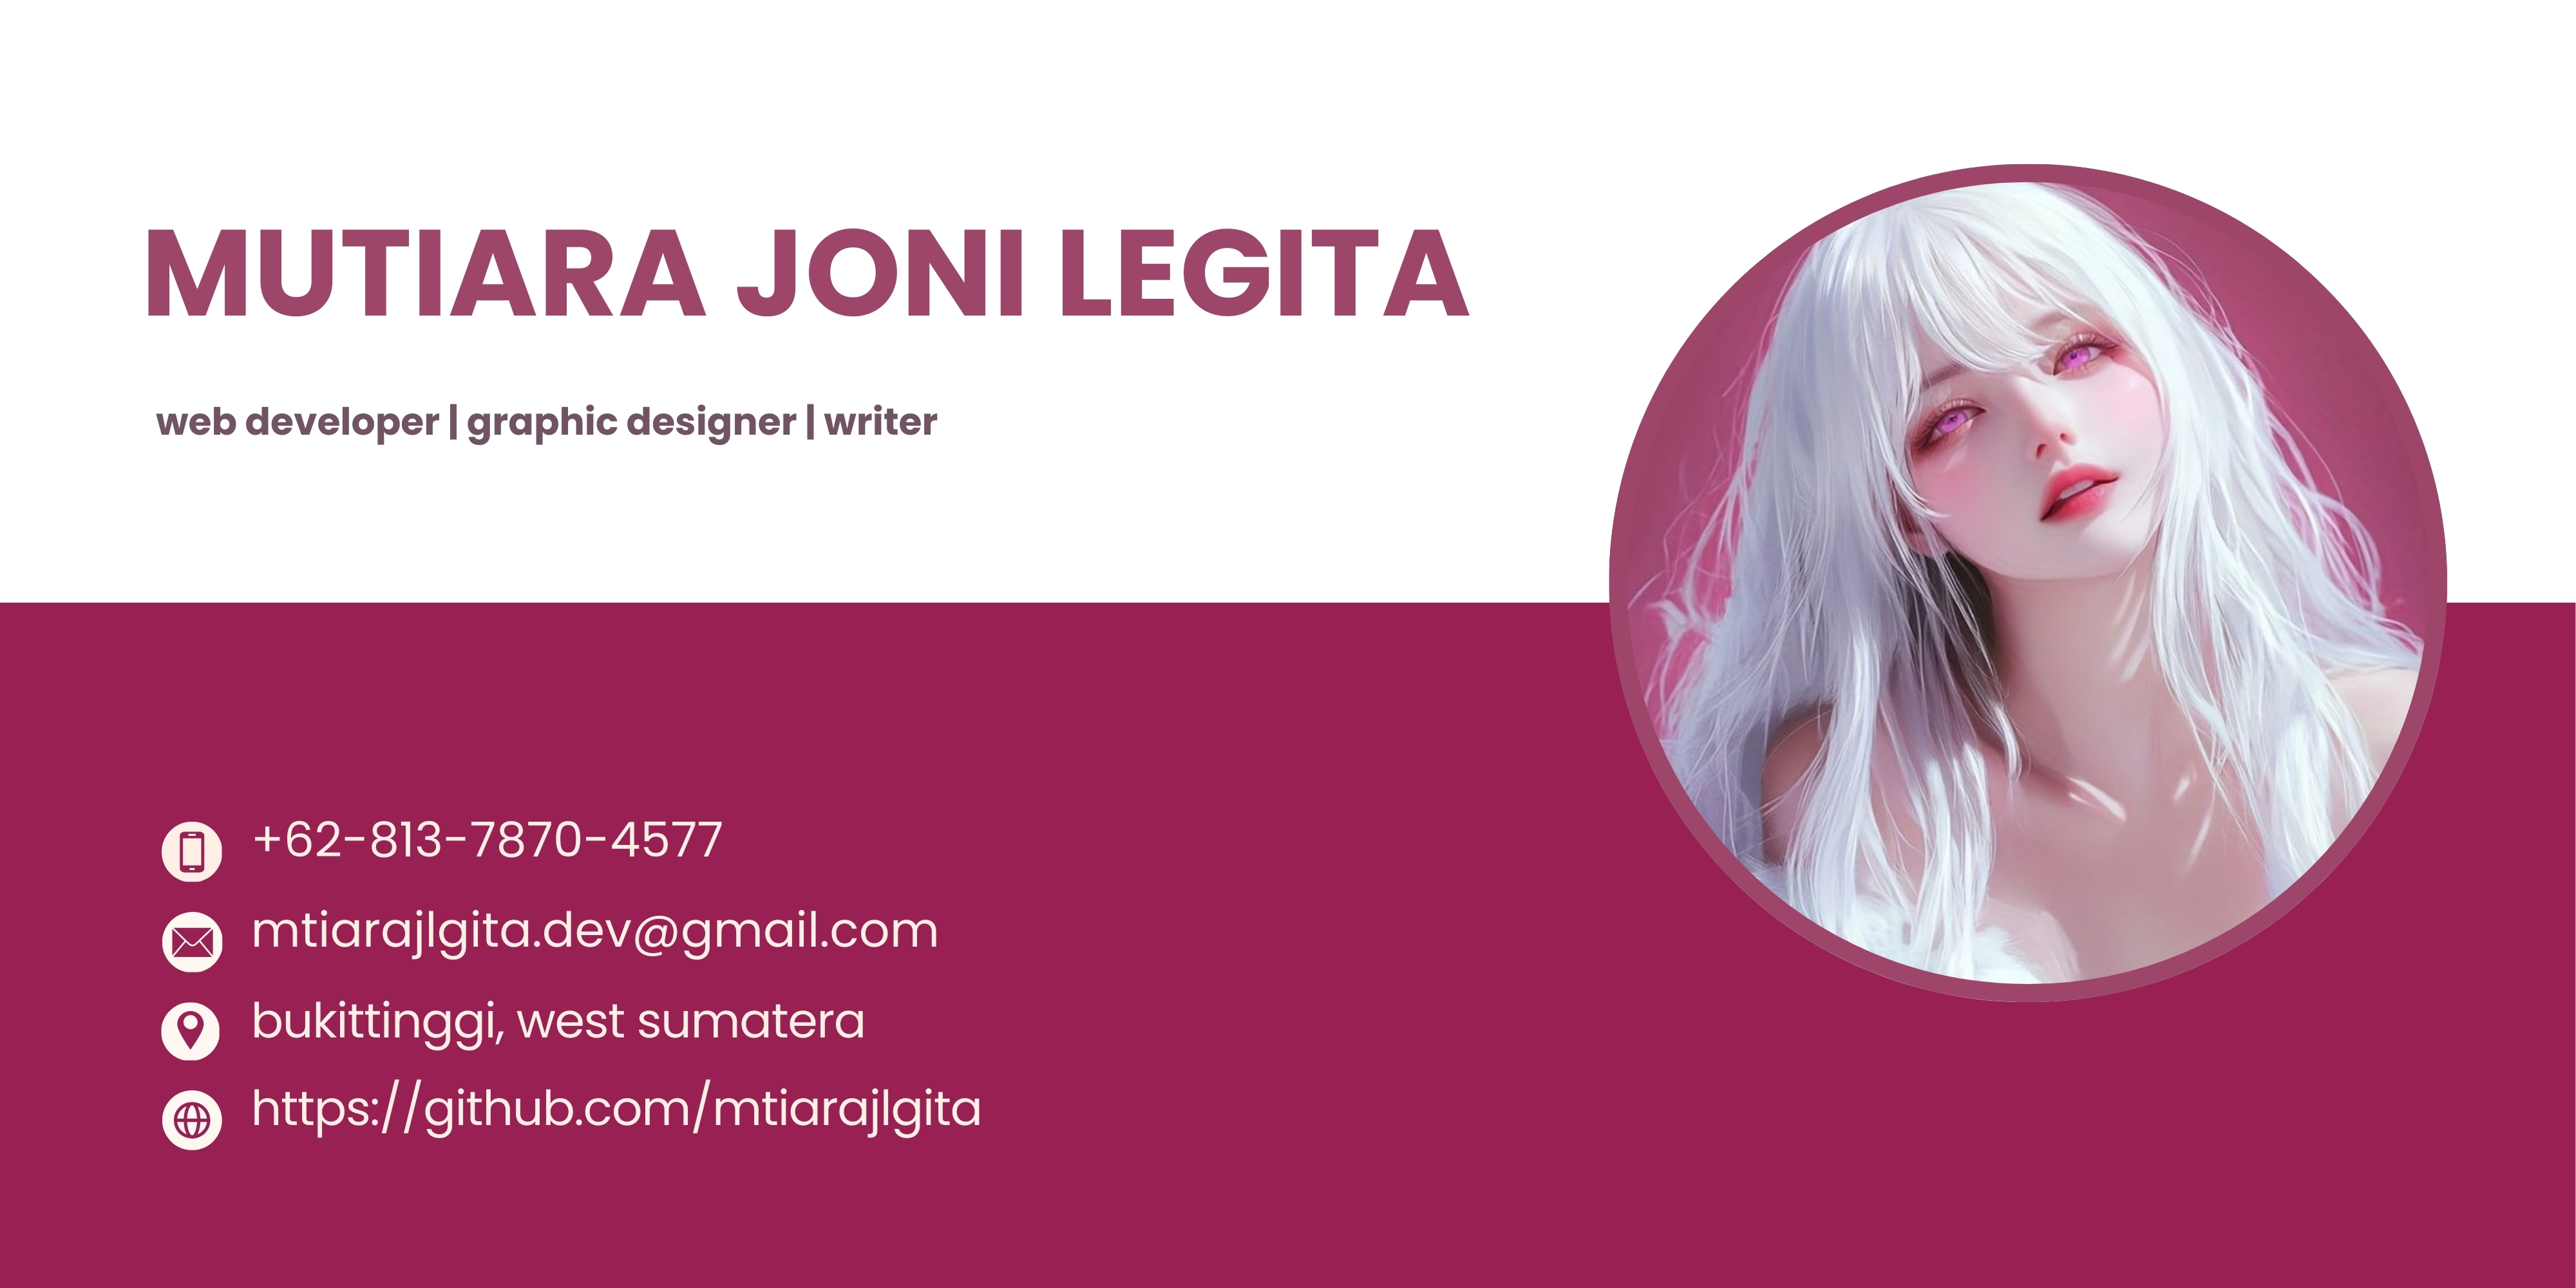 MUTIARA JONI LEGITA
web developer | graphic designer | writer
+62-813-7870-4577
mtiarajlgita.dev@gmail.com
bukittinggi, west sumatera
https://github.com/mtiarajlgita